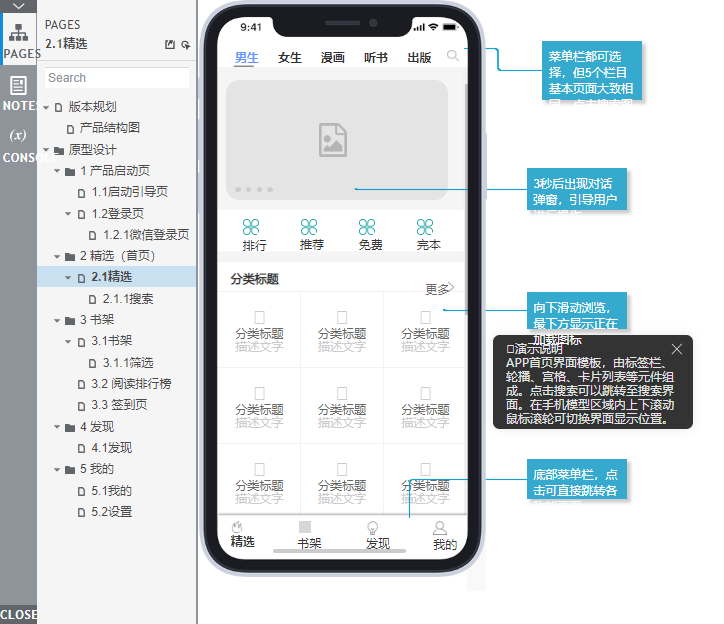 PAGES
NOTES
(x)
CONSOLE
CLOSE
PAGES
2.1精选
Search
版本规划
产品结构图
原型设计
1 产品启动页
1.1启动引导页
1.2登录页
1.2.1微信登录页
2 精选（首页）
2.1精选
2.1.1搜索
3 书架
3.1书架
3.1.1筛选
3.2 阅读排行榜
3.3 签到页
4 发现
4.1发现
5 我的
5.1我的
5.2设置
9:41
男生 女生 漫画 听书 出版
排行 推荐 免费 完本
分类标题
更多
分类标题 分类标题 分类标题
描述文字 描述文字 描述文字
分类标题 分类标题 分类标题
描述文字 描述文字 描述文字
分类标题 分类标题 分类标题
描述文字 描述文字 描述文字
精选 书架 发现 我的
菜单栏都可选
择，但5个栏目
基本页面大致相
3秒后出现对话
弹窗，引导用户
向下滑动浏览，
最下方显示正在
加载图标
演示说明
APP首页界面模板，由标签栏、
轮播、宫格、卡片列表等元件组
成。点击搜索可以跳转至搜索界
面。在手机模型区域内上下滚动
鼠标滚轮可切换界面显示位置。
底部菜单栏，点
击可直接跳转各